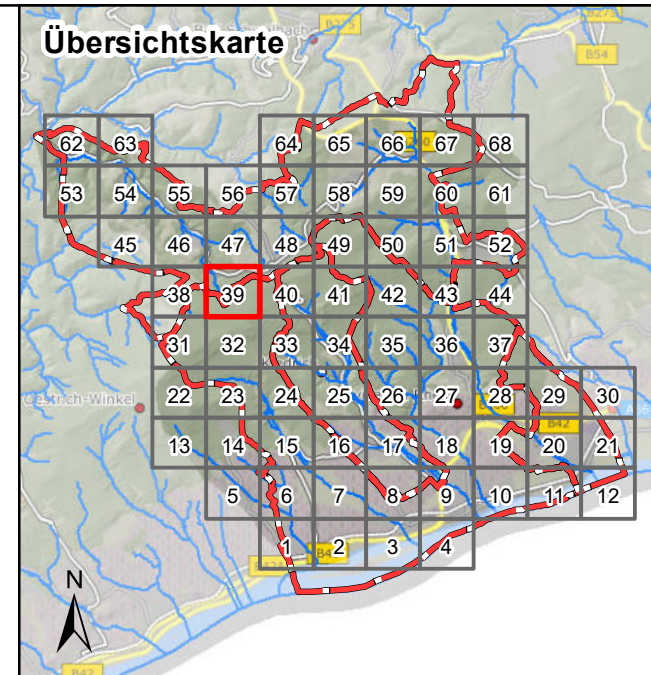 Übersichtskarte
B275
B54
62 63 64 65 66 67 68
53 54 55 56 57 58 59 60 61
45 46 47 48 49 50 51 52
38 39 40 41 42 43 44
31 32 33 34 35 36 37
22 23 24 25 26 27 28 29 30
Oestrich-Winkel
B42
13 14 15 16 17 18 19 20 21
5 6 7 8 9 10 11 12
1 2 3 4
N
B42